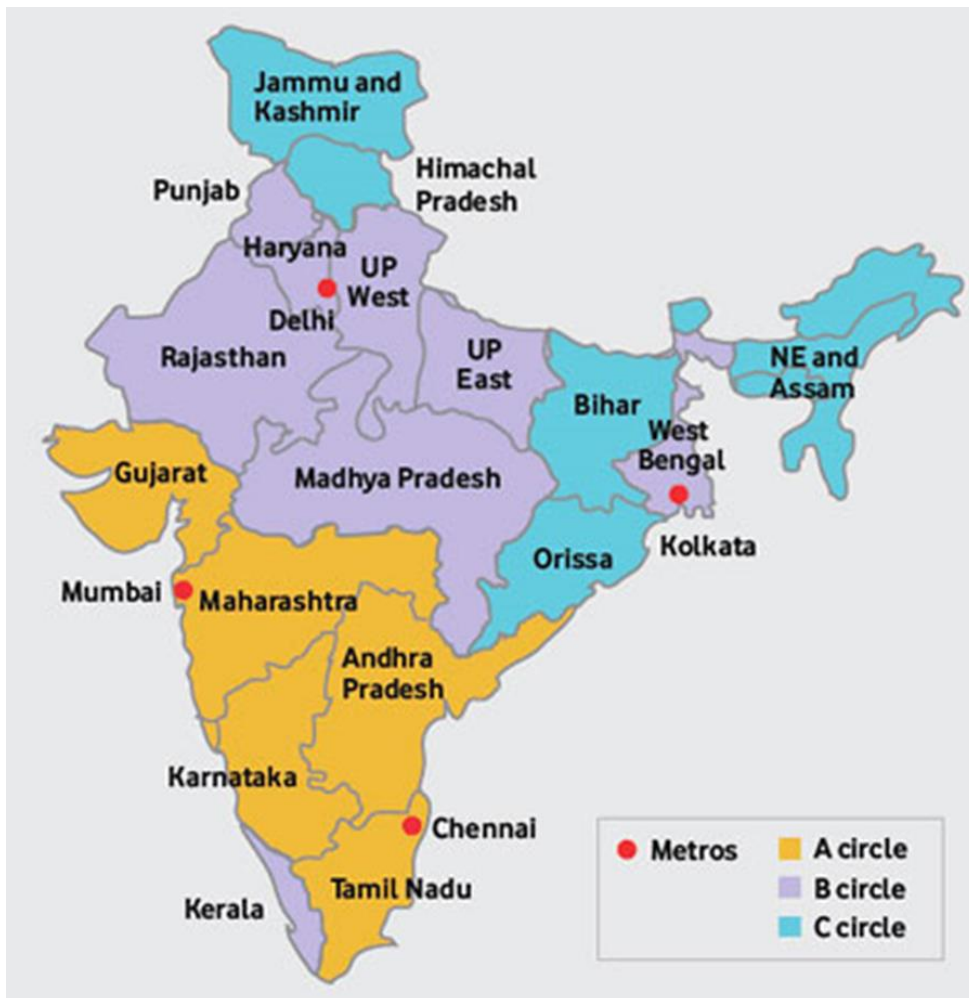 Jammu and
Kashmir
Himachal
Pradesh
Punjab
Haryana
UP
West
Delhi
Rajasthan
UP
East
NE and
Assam
Bihar
West
Bengal
Gujarat
Madhya Pradesh
Kolkata
Orissa
Mumbai
Maharashtra
Andhra
Pradesh
Karnataka
Chennai
Tamil Nadu
Kerala
Metros
A circle
B circle
C circle